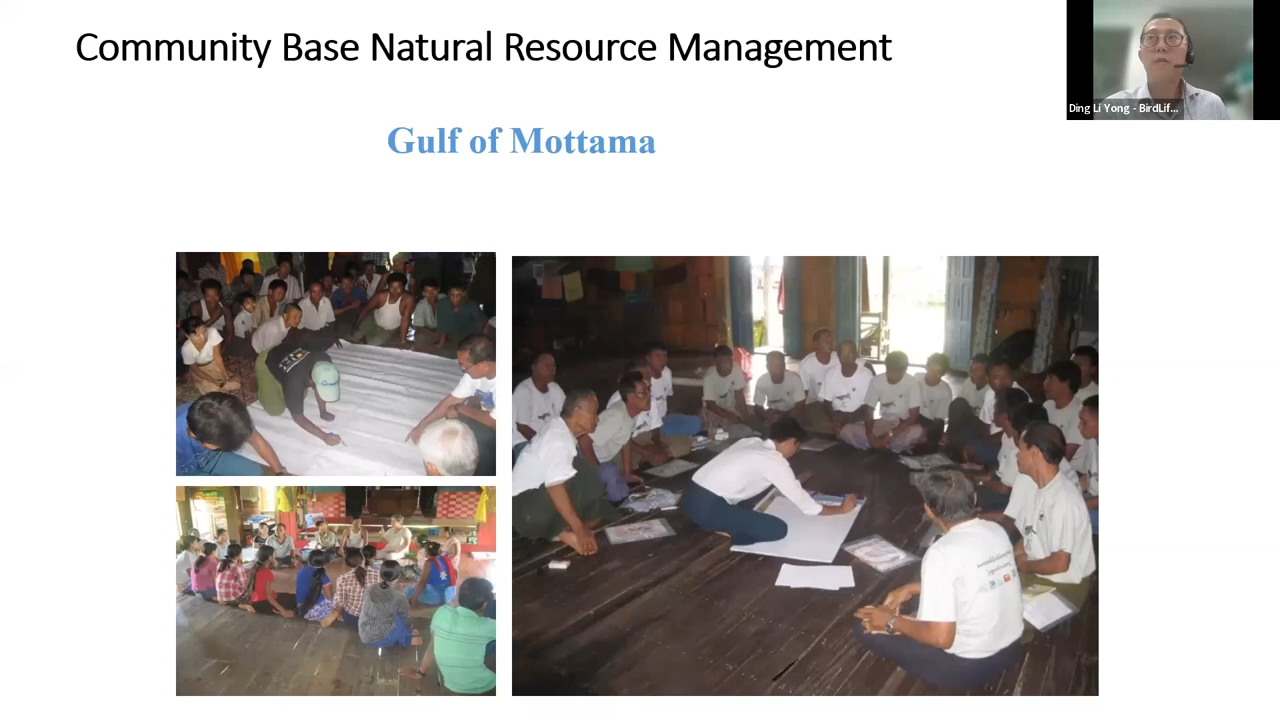 Community Base Natural Resource Management
Gulf of Mottama
Ding Li Yong - BirdLif...